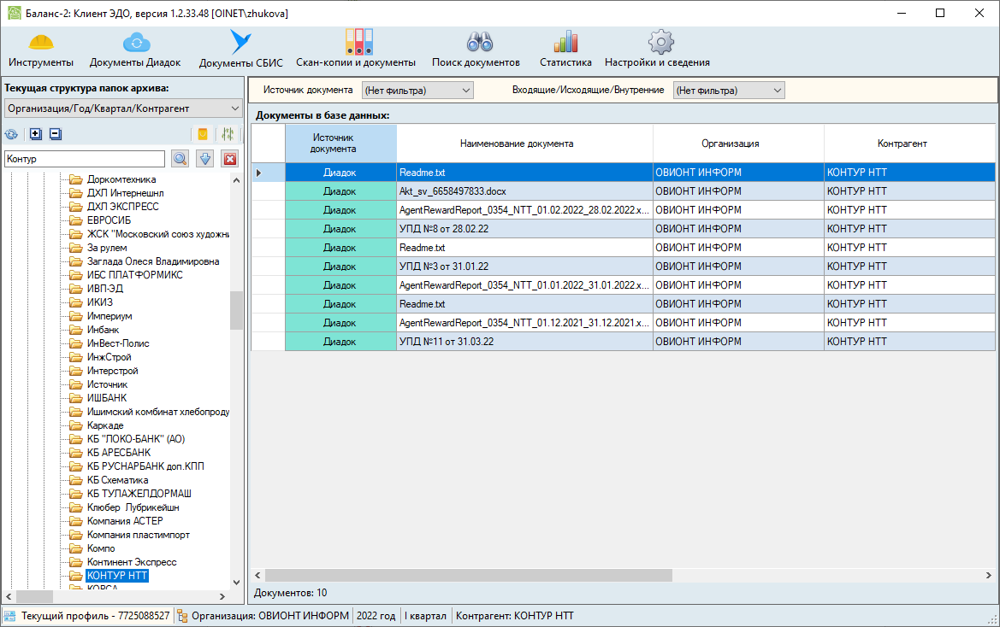 Баланс-2: Клиент ЭДО, версия 1.2.33.48 [OINET\zhukova]
Инструменты
Документы Диадок
Документы СБИС
Скан-копии и документы
Поиск документов
Статистика
Настройки и сведения
Текущая структура папок архива:
Организация/Год/Квартал/Контрагент
Контур
Доркомтехника
ДХЛ Интернешнл
ДХЛ ЭКСПРЕСС
ЕВРОСИБ
ЖСК "Московский союз художни
За рулем
Заглада Олеся Владимировна
ИБС ПЛАТФОРМИКС
ИВП-ЭД
ИКИЗ
Империум
Инбанк
ИнВест-Полис
ИнжСтрой
Интерстрой
Источник
ИШБАНК
Ишимский комбинат хлебопроду
Каркаде
КБ "ЛОКО-БАНК" (АО)
КБ АРЕСБАНК
КБ РУСНАРБАНК доп.КПП
КБ Схематика
КБ ТУЛАЖЕЛДОРМАШ
Клюбер Лубрикейшн
Компания АСТЕР
Компания пластимпорт
Компо
Континент Экспресс
КОНТУР НТТ
КОРСА
Источник документа
(Нет фильтра)
Входящие/Исходящие/Внутренние
(Нет фильтра)
Документы в базе данных:
Источник документа Наименование документа Организация Контрагент
Диадок Readme.txt ОВИОНТ ИНФОРМ КОНТУР НТТ
Диадок Akt_sv_6658497833.docx ОВИОНТ ИНФОРМ КОНТУР НТТ
Диадок AgentRewardReport_0354_NTT_01.02.2022_28.02.2022.x... ОВИОНТ ИНФОРМ КОНТУР НТТ
Диадок УПД №8 от 28.02.22 ОВИОНТ ИНФОРМ КОНТУР НТТ
Диадок Readme.txt ОВИОНТ ИНФОРМ КОНТУР НТТ
Диадок УПД №3 от 31.01.22 ОВИОНТ ИНФОРМ КОНТУР НТТ
Диадок AgentRewardReport_0354_NTT_01.01.2022_31.01.2022.x... ОВИОНТ ИНФОРМ КОНТУР НТТ
Диадок Readme.txt ОВИОНТ ИНФОРМ КОНТУР НТТ
Диадок AgentRewardReport_0354_NTT_01.12.2021_31.12.2021.x... ОВИОНТ ИНФОРМ КОНТУР НТТ
Диадок УПД №11 от 31.03.22 ОВИОНТ ИНФОРМ КОНТУР НТТ
Документов: 10
Текущий профиль - 7725088527 Организация: ОВИОНТ ИНФОРМ 2022 год I квартал Контрагент: КОНТУР НТТ